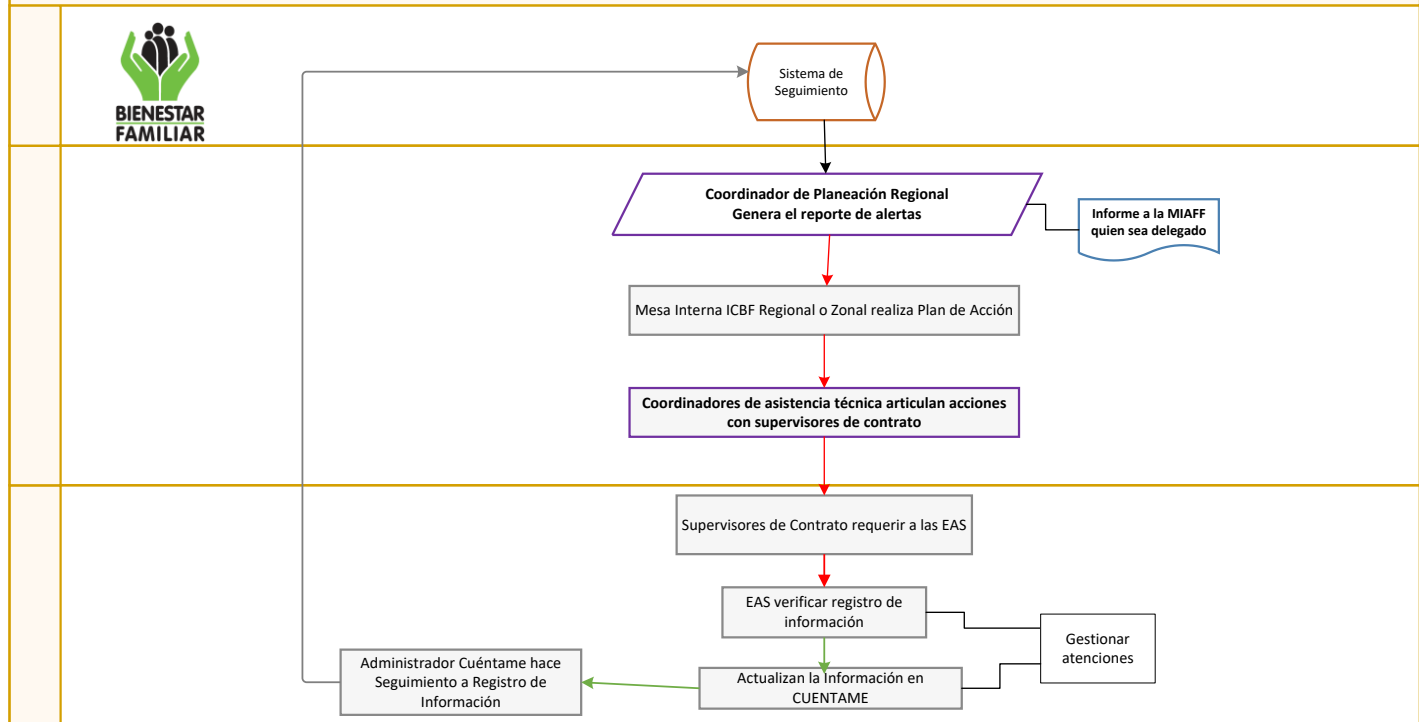 BIENESTAR
FAMILIAR
Sistema de
Seguimiento
Coordinador de Planeación Regional
Genera el reporte de alertas
Informe a la MIAFF
quien sea delegado
Mesa Interna ICBF Regional o Zonal realiza Plan de Acción
Coordinadores de asistencia técnica articulan acciones
con supervisores de contrato
Supervisores de Contrato requerir a las EAS
EAS verificar registro de
información
Gestionar
atenciones
Administrador Cuéntame hace
Seguimiento a Registro de
Información
Actualizan la Información en
CUENTAME